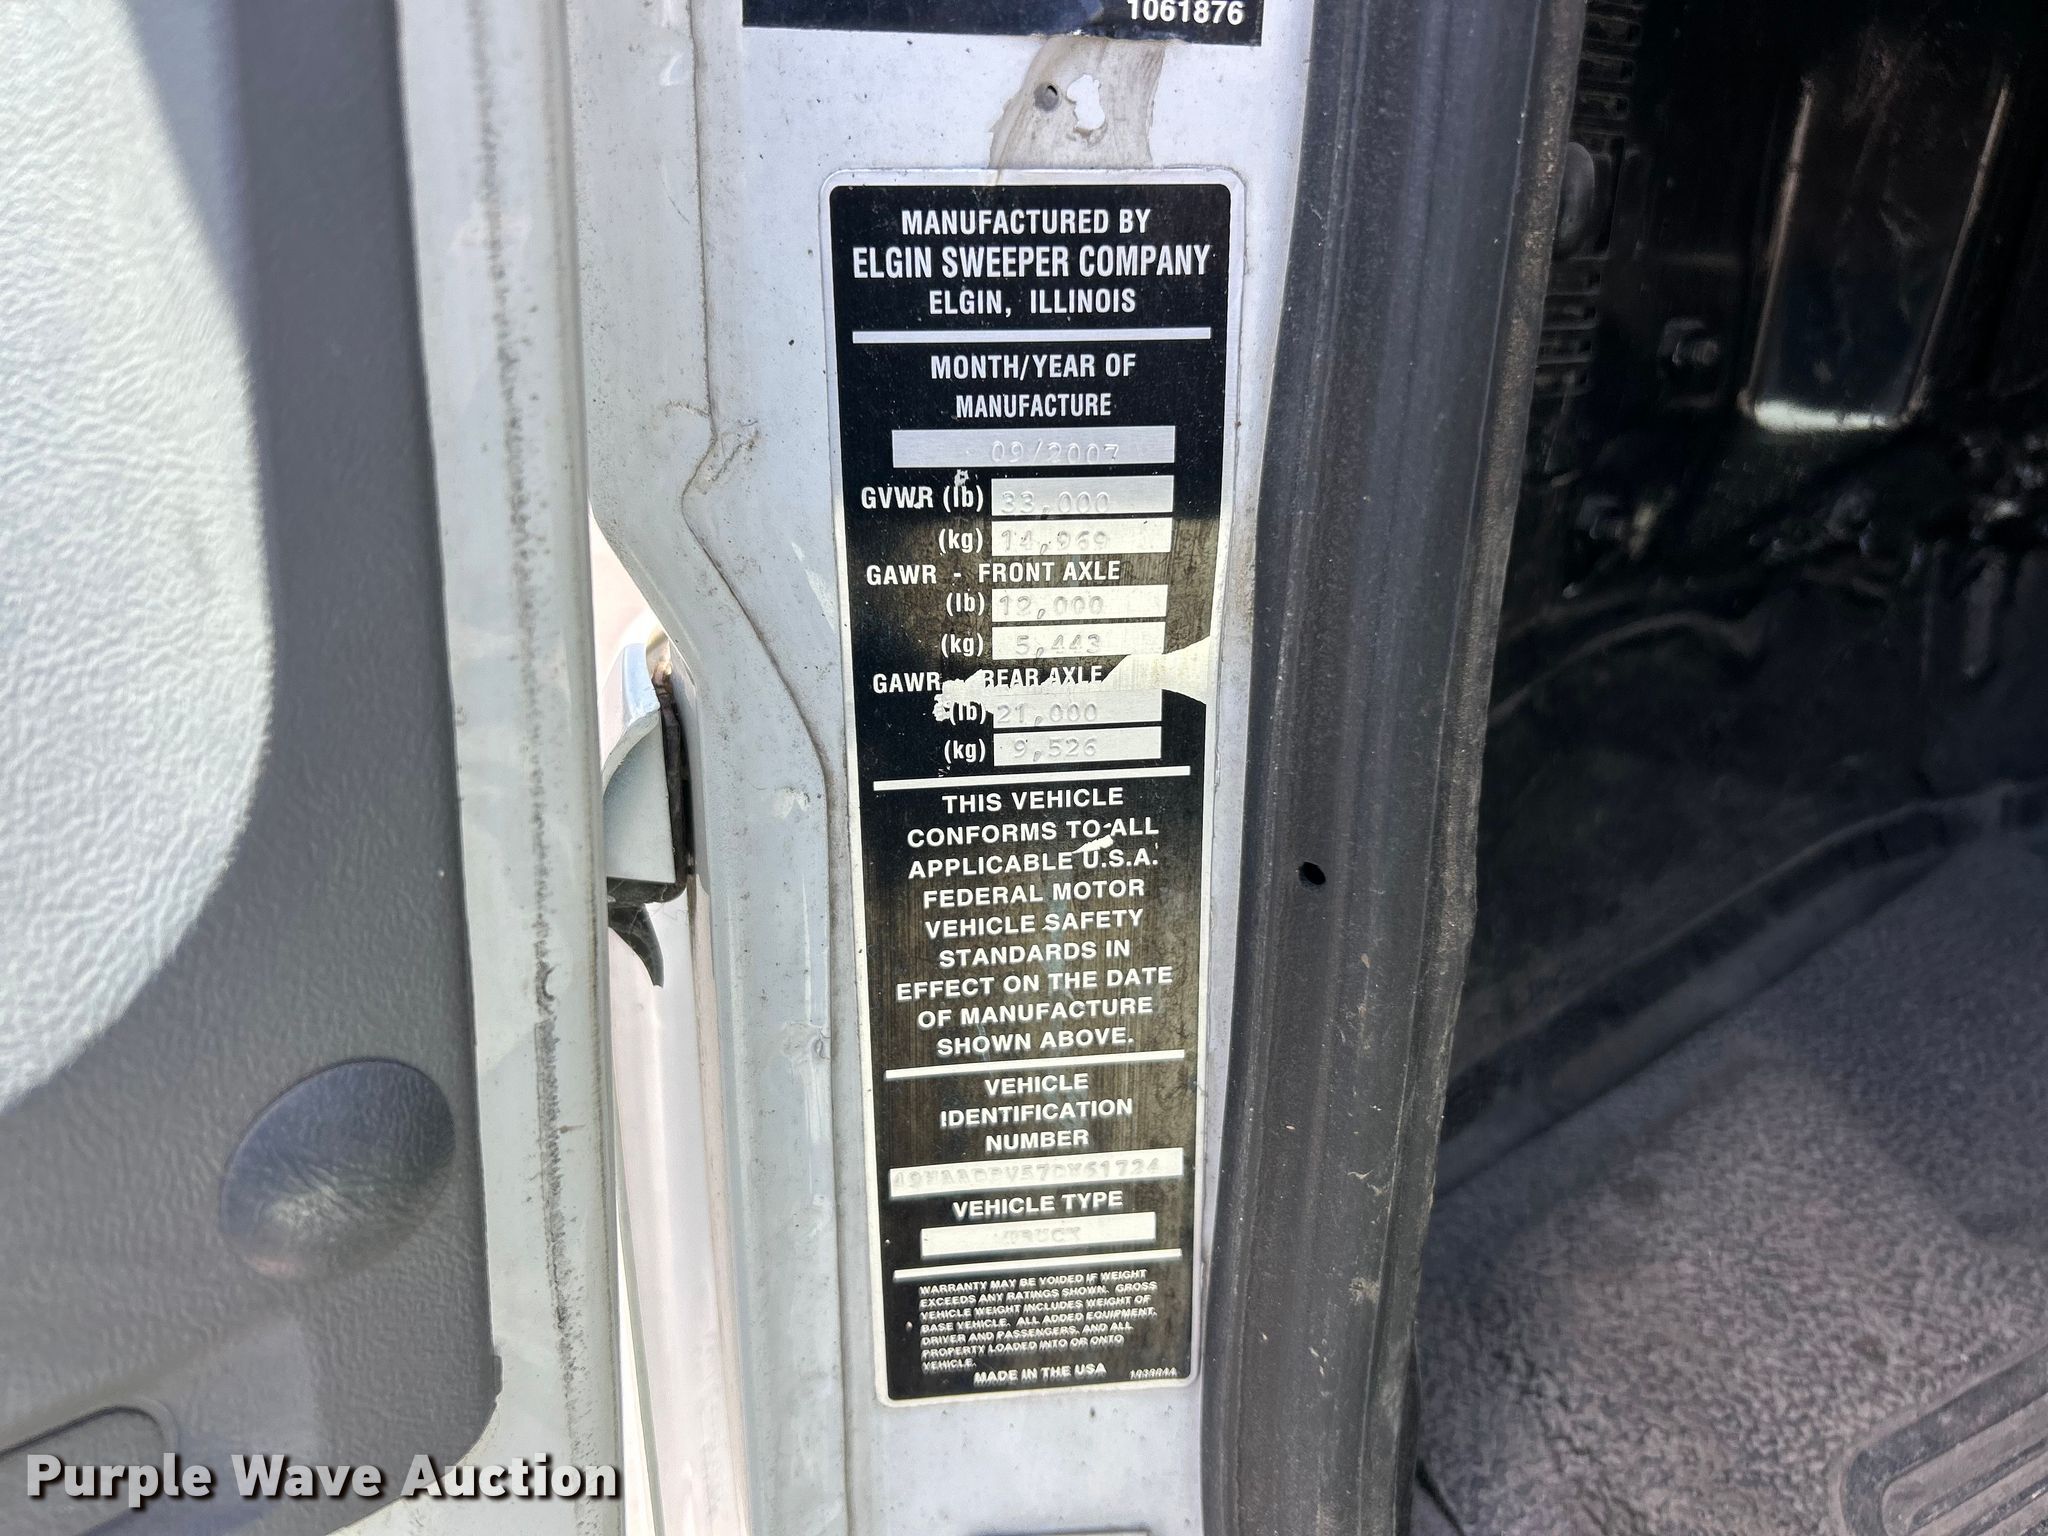 1061876
MANUFACTURED BY
ELGIN SWEEPER COMPANY
ELGIN, ILLINOIS
MONTH/YEAR OF
MANUFACTURE
09/2007
GVWR (lb) 33,000
(kg) 14,969
GAWR - FRONT AXLE
(lb) 12,000
(kg) 5,443
GAWR - REAR AXLE
(lb) 21,000
(kg) 9,526
THIS VEHICLE
CONFORMS TO ALL
APPLICABLE U.S.A.
FEDERAL MOTOR
VEHICLE SAFETY
STANDARDS IN
EFFECT ON THE DATE
OF MANUFACTURE
SHOWN ABOVE.
VEHICLE
IDENTIFICATION
NUMBER
VEHICLE TYPE
TRUCK
WARRANTY MAY BE VOIDED IF WEIGHT
EXCEEDS ANY RATINGS SHOWN. GROSS
VEHICLE WEIGHT INCLUDES WEIGHT OF
BASE VEHICLE. ALL ADDED EQUIPMENT,
DRIVER AND PASSENGERS, AND ALL
PROPERTY LOADED INTO OR ONTO
VEHICLE.
MADE IN THE USA
Purple Wave Auction